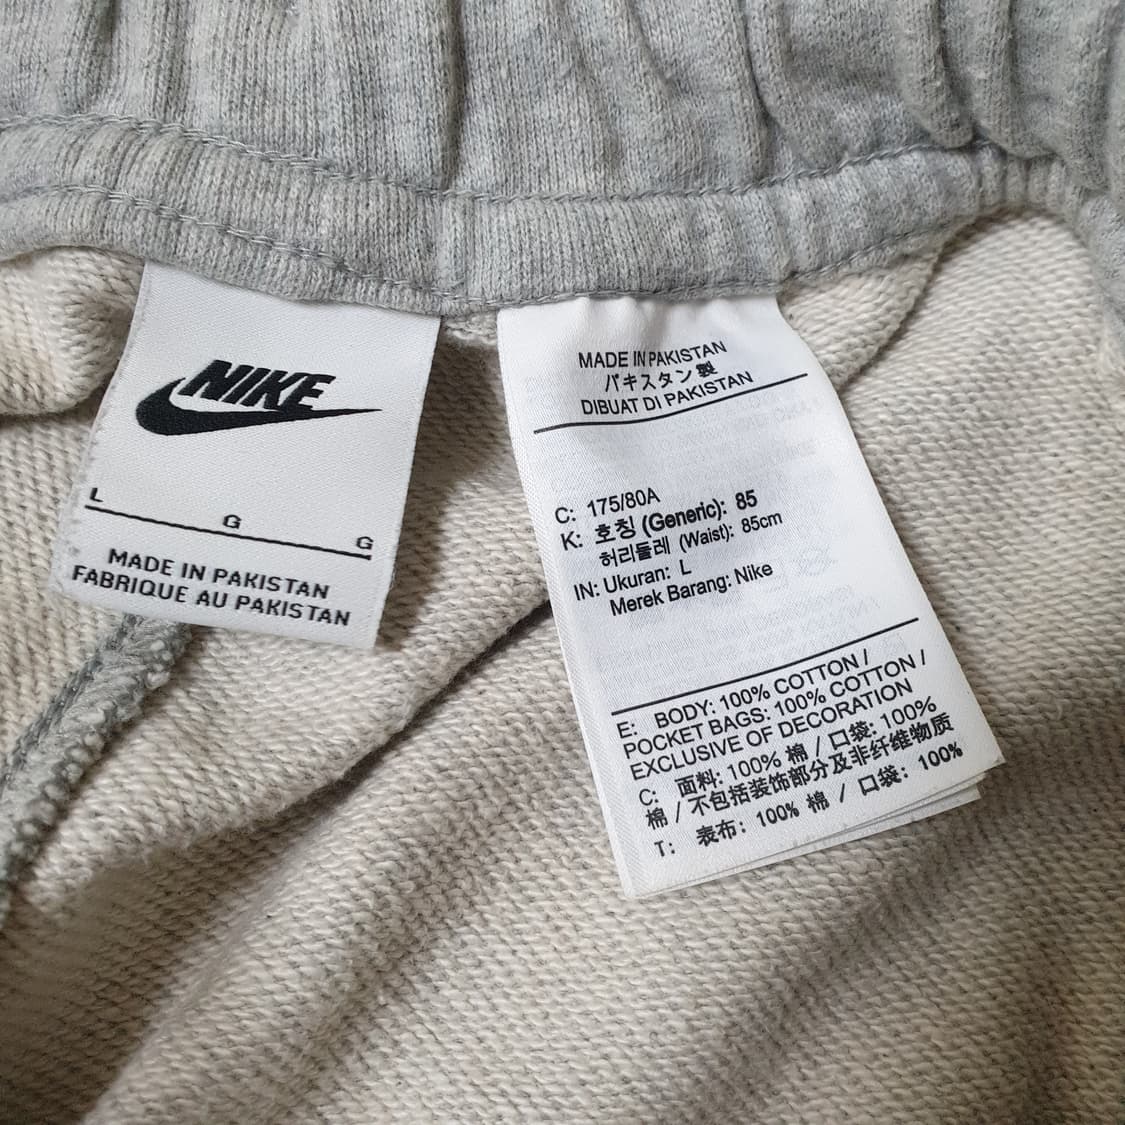 NIKE
L
G
G
MADE IN PAKISTAN
FABRIQUE AU PAKISTAN
MADE IN PAKISTAN
パキスタン製
DIBUAT DI PAKISTAN
C: 175/80A
K: 호칭 (Generic): 85
허리둘레 (Waist): 85cm
IN: Ukuran: L
Merek Barang: Nike
E: BODY: 100% COTTON /
POCKET BAGS: 100% COTTON /
EXCLUSIVE OF DECORATION
C: 面料: 100% 棉 / 口袋: 100%
棉 / 不包括装饰部分及非纤维物质
T: 表布: 100% 棉 / 口袋: 100%